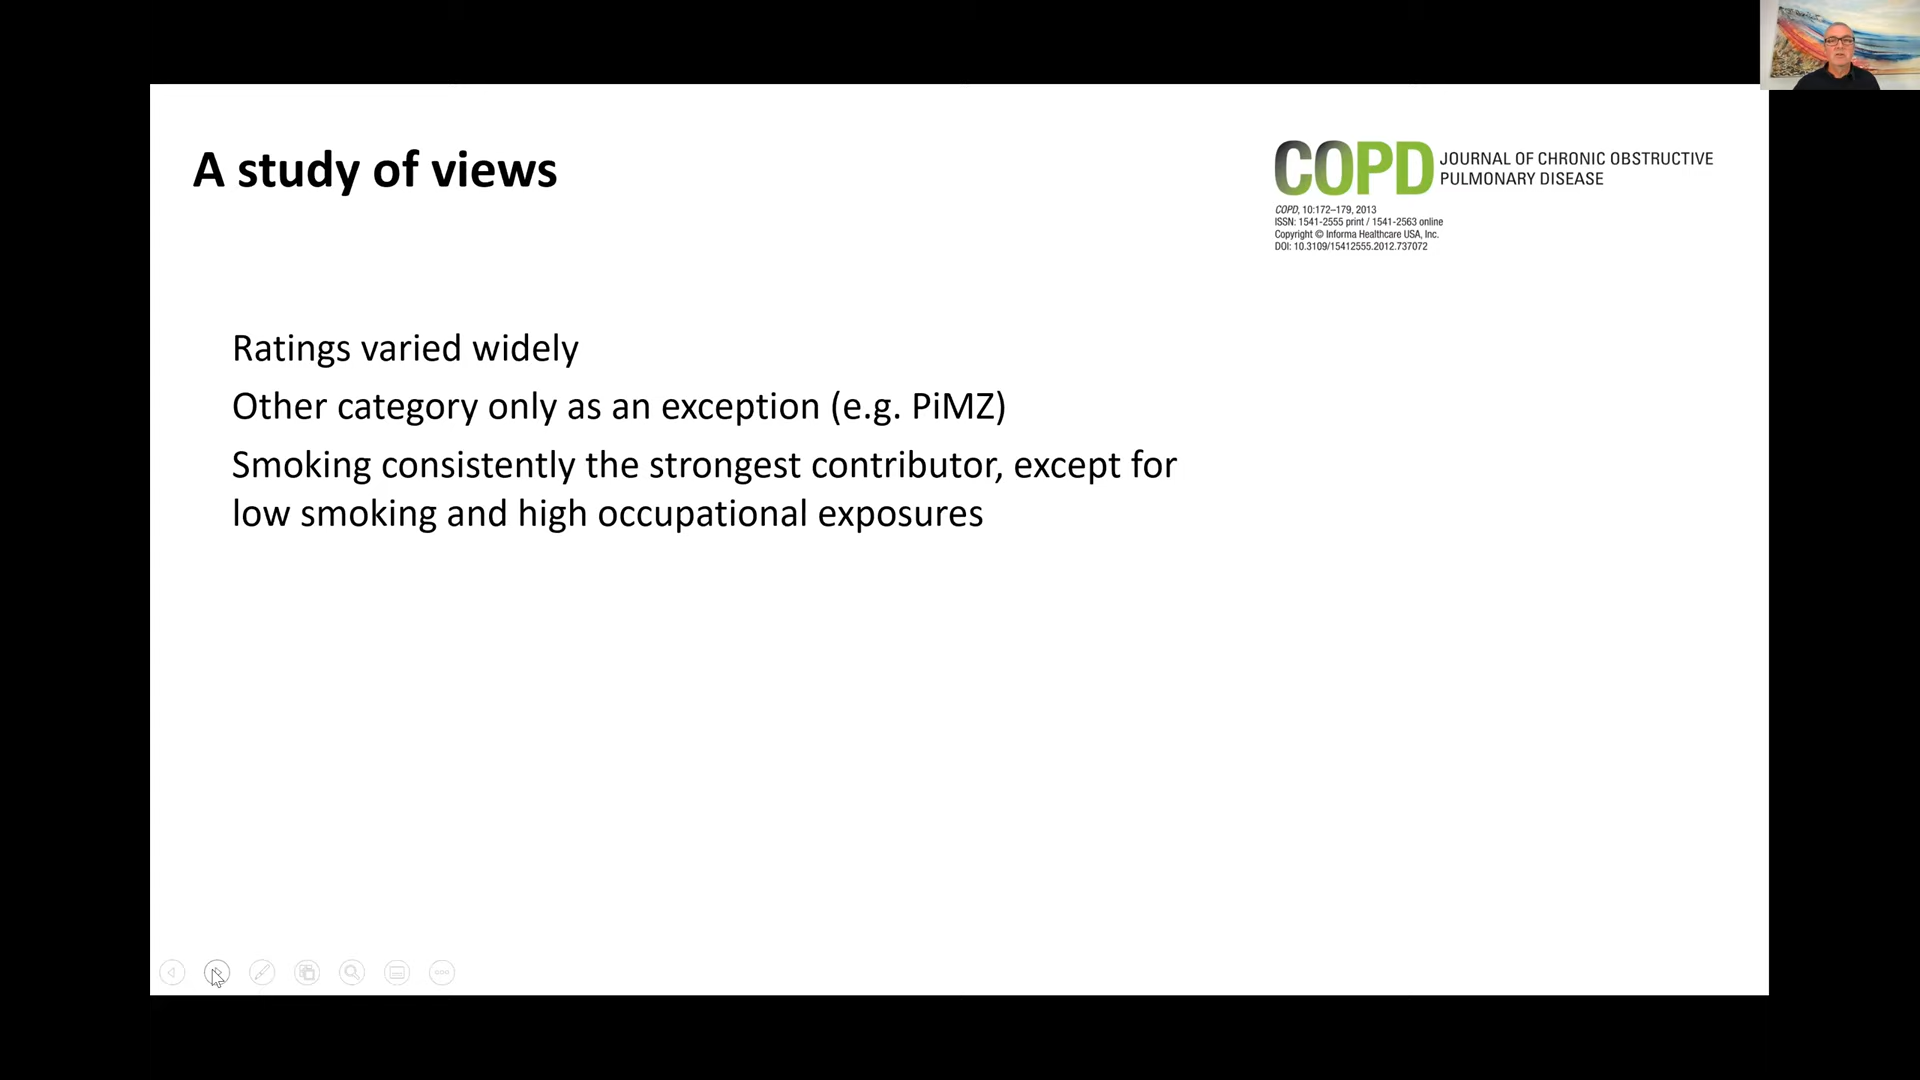 A study of views
COPD JOURNAL OF CHRONIC OBSTRUCTIVE
PULMONARY DISEASE
COPD, 10:172–179, 2013
ISSN: 1541-2555 print / 1541-2563 online
Copyright © Informa Healthcare USA, Inc.
DOI: 10.3109/15412555.2012.737072
Ratings varied widely
Other category only as an exception (e.g. PiMZ)
Smoking consistently the strongest contributor, except for
low smoking and high occupational exposures